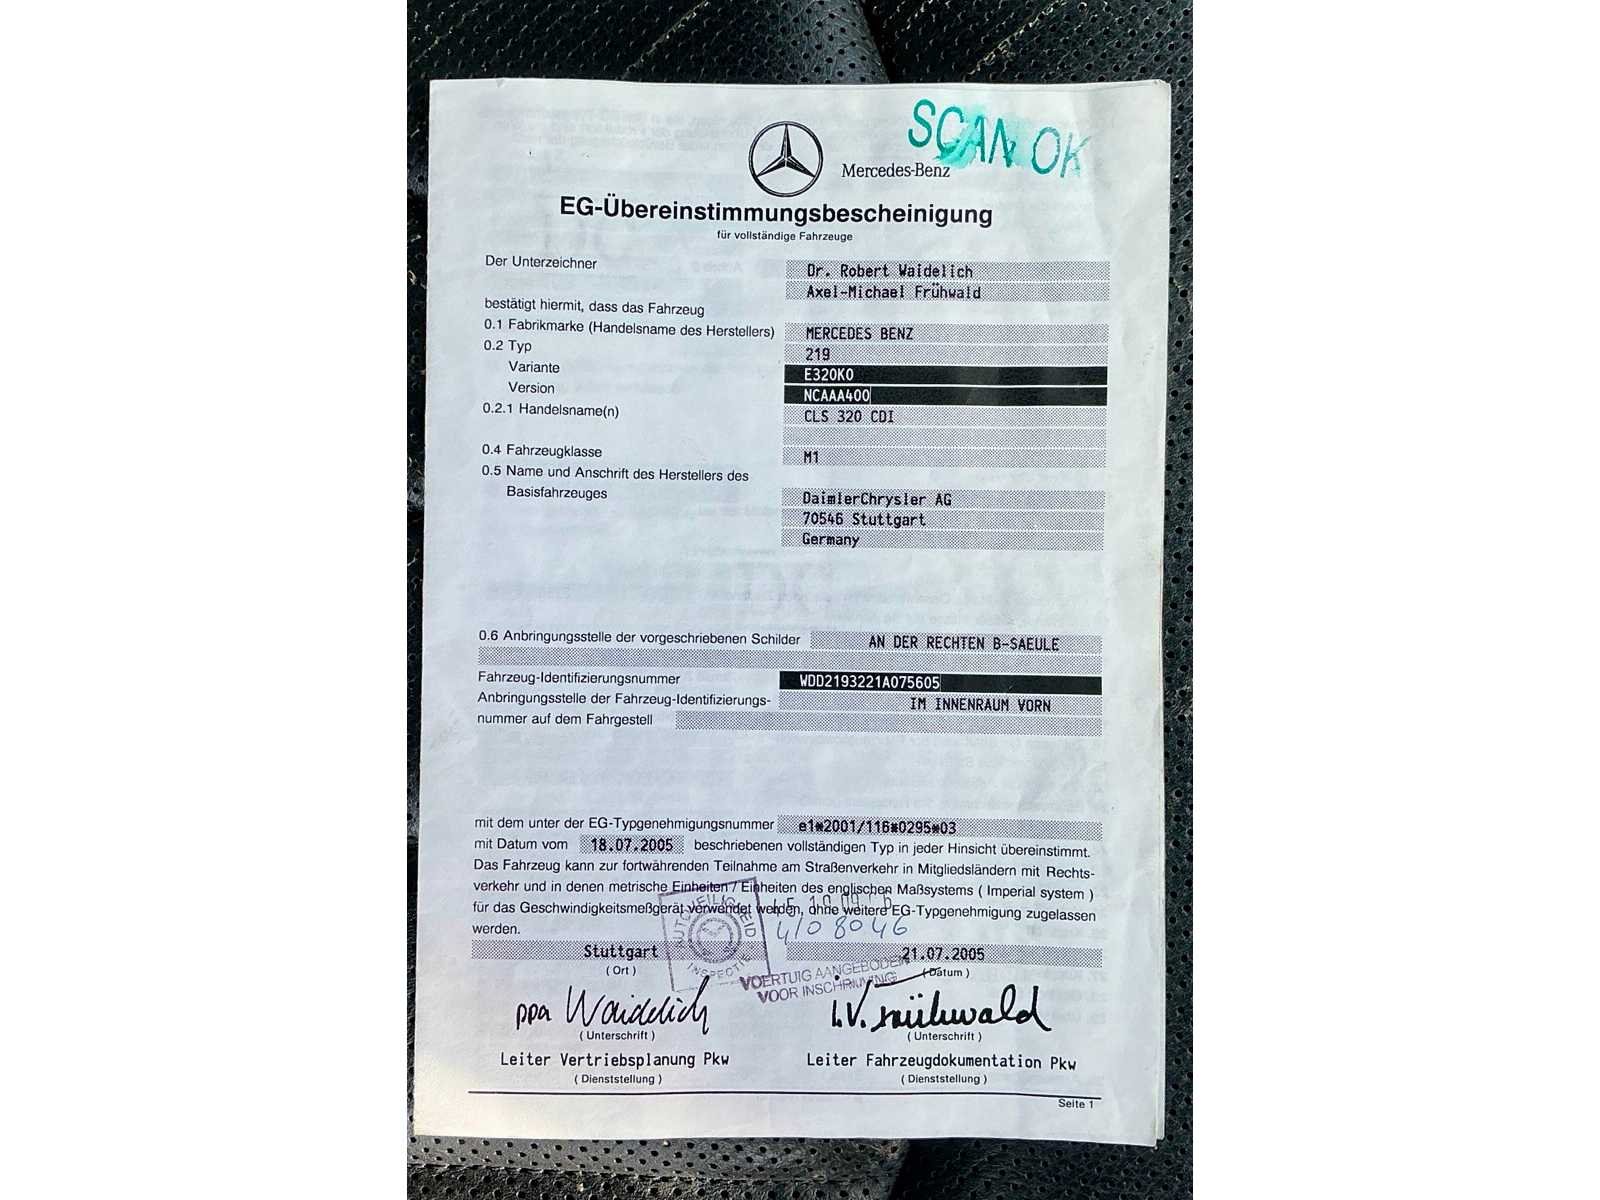 SCAN OK
Mercedes-Benz
EG-Übereinstimmungsbescheinigung
für vollständige Fahrzeuge
Der Unterzeichner Dr. Robert Waidelich
Axel-Michael Frühwald
bestätigt hiermit, dass das Fahrzeug
0.1 Fabrikmarke (Handelsname des Herstellers) MERCEDES BENZ
0.2 Typ 219
Variante E320K0
Version NCAAA400
0.2.1 Handelsname(n) CLS 320 CDI
0.4 Fahrzeugklasse M1
0.5 Name und Anschrift des Herstellers des
Basisfahrzeuges DaimlerChrysler AG
70546 Stuttgart
Germany
0.6 Anbringungsstelle der vorgeschriebenen Schilder AN DER RECHTEN B-SAEULE
Fahrzeug-Identifizierungsnummer WDD2193221A075605
Anbringungsstelle der Fahrzeug-Identifizierungs- IM INNENRAUM VORN
nummer auf dem Fahrgestell
mit dem unter der EG-Typgenehmigungsnummer e1*2001/116*0295*03
mit Datum vom 18.07.2005 beschriebenen vollständigen Typ in jeder Hinsicht übereinstimmt.
Das Fahrzeug kann zur fortwährenden Teilnahme am Straßenverkehr in Mitgliedsländern mit Rechts-
verkehr und in denen metrische Einheiten / Einheiten des englischen Maßsystems ( Imperial system )
für das Geschwindigkeitsmeßgerät verwendet werden, ohne weitere EG-Typgenehmigung zugelassen
werden.
4108046
Stuttgart 21.07.2005
( Ort ) ( Datum )
INSPECTIE
VOERTUIG AANGEBODEN
VOOR INSCHRIJVING
ppa Waidelich i.V. Frühwald
( Unterschrift ) ( Unterschrift )
Leiter Vertriebsplanung Pkw Leiter Fahrzeugdokumentation Pkw
( Dienststellung ) ( Dienststellung )
Seite 1